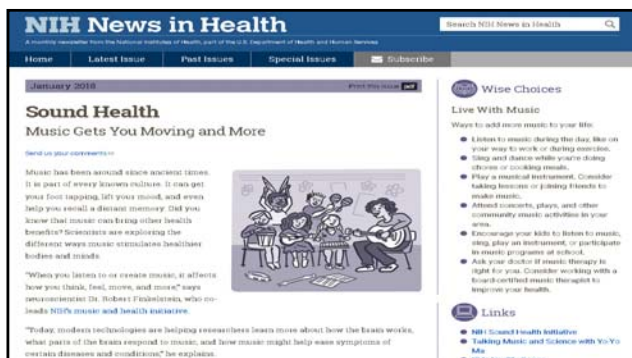 NIH News in Health
Search NIH News in Health
A monthly newsletter from the National Institutes of Health, part of the U.S. Department of Health and Human Services
Home
Latest Issue
Past Issues
Special Issues
Subscribe
January 2018
Print this issue pdf
Sound Health
Music Gets You Moving and More
Send us your comments
Music has been around since ancient times.
It is part of every known culture. It can get
your foot tapping, lift your mood, and even
help you recall a distant memory. Did you
know that music can bring other health
benefits? Scientists are exploring the
different ways music stimulates healthier
bodies and minds.
"When you listen to or create music, it affects
how you think, feel, move, and more," says
neuroscientist Dr. Robert Finkelstein, who co-
leads NIH's music and health initiative.
"Today, modern technologies are helping researchers
learn more about how the brain works,
what parts of the brain respond to music, and how music might help ease symptoms of
certain diseases and conditions," he explains.
Wise Choices
Live With Music
Ways to add more music to your life:
Listen to music during the day, like on
your way to work or during exercise.
Sing and dance while you're doing
chores or cooking meals.
Play a musical instrument. Consider
taking lessons or joining friends to
make music.
Attend concerts, plays, and other
community music activities in your
area.
Encourage your kids to listen to music,
sing, play an instrument, or participate
in music programs at school.
Ask your doctor if music therapy is
right for you. Consider working with a
board-certified music therapist to
improve your health.
Links
NIH Sound Health Initiative
Talking Music and Science with Yo Yo
Ma